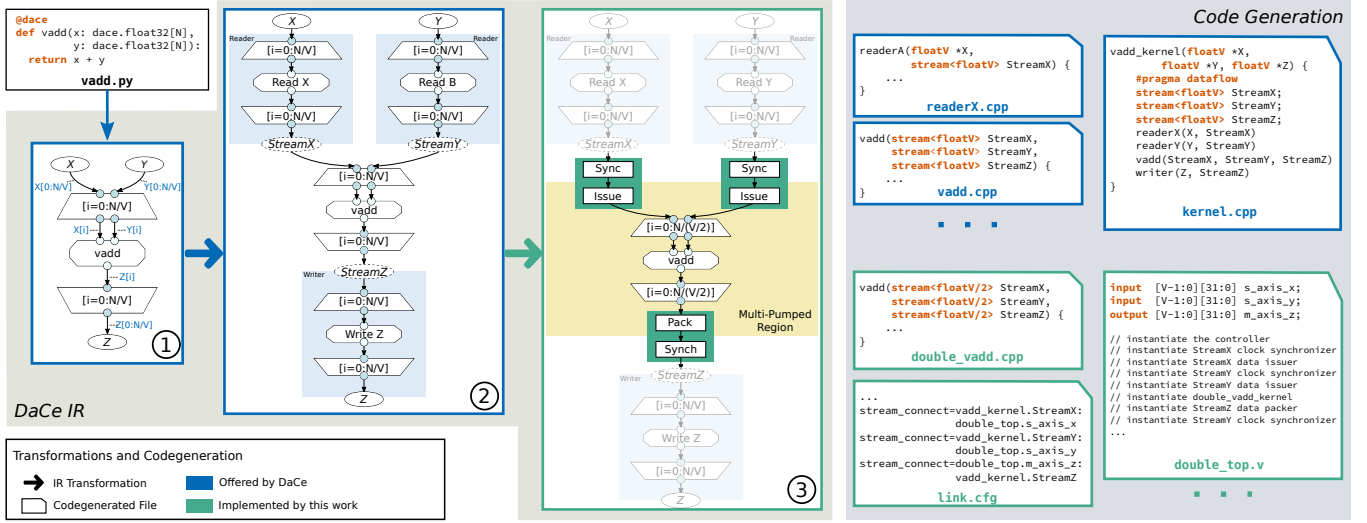 @dace
def vadd(x: dace.float32[N],
y: dace.float32[N]):
return x + y
vadd.py
X
Y
X[0:N/V]
Y[0:N/V]
[i=0:N/V]
X[i]
Y[i]
vadd
Z[i]
[i=0:N/V]
Z[0:N/V]
Z
1
DaCe IR
X
Y
Reader
Reader
[i=0:N/V]
[i=0:N/V]
Read X
Read B
[i=0:N/V]
[i=0:N/V]
StreamX
StreamY
[i=0:N/V]
vadd
[i=0:N/V]
StreamZ
Writer
[i=0:N/V]
Write Z
[i=0:N/V]
Z
2
X
Y
Reader
Reader
[i=0:N/V]
[i=0:N/V]
Read X
Read Y
[i=0:N/V]
[i=0:N/V]
StreamX
StreamY
Sync
Sync
Issue
Issue
[i=0:N/(V/2)]
vadd
[i=0:N/(V/2)]
Multi-Pumped
Region
Pack
Synch
StreamZ
Writer
[i=0:N/V]
Write Z
[i=0:N/V]
Z
3
Transformations and Codegeneration
IR Transformation
Offered by DaCe
Codegenerated File
Implemented by this work
Code Generation
readerA(floatV *X,
stream<floatV> StreamX) {
...
}
readerX.cpp
vadd(stream<floatV> StreamX,
stream<floatV> StreamY,
stream<floatV> StreamZ) {
...
}
vadd.cpp
vadd_kernel(floatV *X,
floatV *Y, floatV *Z) {
#pragma dataflow
stream<floatV> StreamX;
stream<floatV> StreamY;
stream<floatV> StreamZ;
readerX(X, StreamX)
readerY(Y, StreamY)
vadd(StreamX, StreamY, StreamZ)
writer(Z, StreamZ)
}
kernel.cpp
vadd(stream<floatV/2> StreamX,
stream<floatV/2> StreamY,
stream<floatV/2> StreamZ) {
...
}
double_vadd.cpp
...
stream_connect=vadd_kernel.StreamX:
double_top.s_axis_x
stream_connect=vadd_kernel.StreamY:
double_top.s_axis_y
stream_connect=double_top.m_axis_z:
vadd_kernel.StreamZ
link.cfg
input [V-1:0][31:0] s_axis_x;
input [V-1:0][31:0] s_axis_y;
output [V-1:0][31:0] m_axis_z;
// instantiate the controller
// instantiate StreamX clock synchronizer
// instantiate StreamX data issuer
// instantiate StreamY clock synchronizer
// instantiate StreamY data issuer
// instantiate double_vadd_kernel
// instantiate StreamZ data packer
// instantiate StreamY clock synchronizer
...
double_top.v